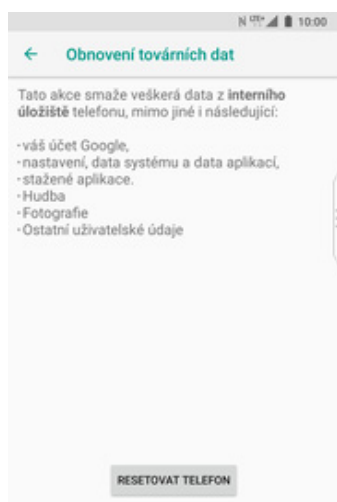 10:00
Obnovení továrních dat
Tato akce smaže veškerá data z interního
úložiště telefonu, mimo jiné i následující:
·váš účet Google,
·nastavení, data systému a data aplikací,
·stažené aplikace.
·Hudba
·Fotografie
·Ostatní uživatelské údaje
RESETOVAT TELEFON